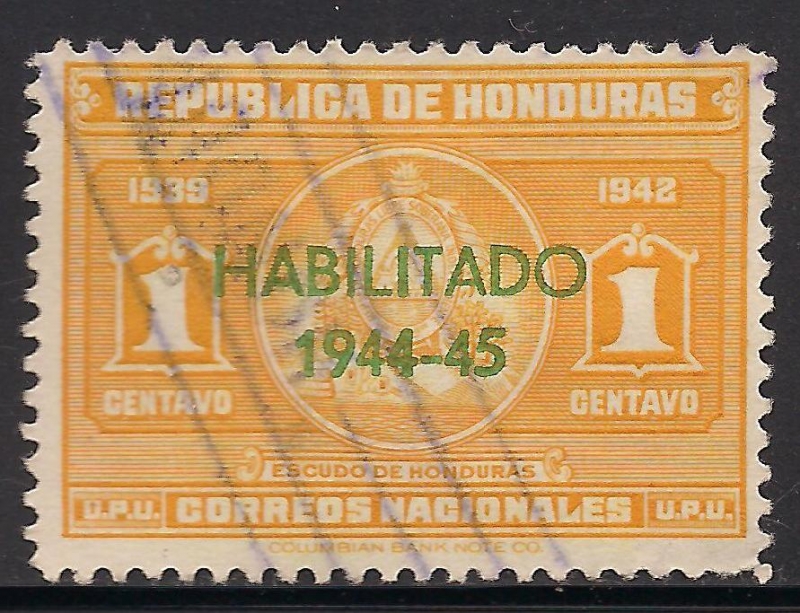 REPUBLICA DE HONDURAS
1939 1942
HABILITADO
1944-45
1 1
CENTAVO CENTAVO
ESCUDO DE HONDURAS
U.P.U. CORREOS NACIONALES U.P.U.
COLUMBIAN BANK NOTE CO.